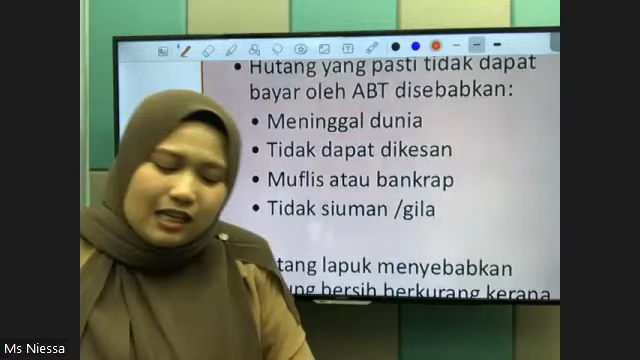 • Hutang yang pasti tidak dapat
bayar oleh ABT disebabkan:
• Meninggal dunia
• Tidak dapat dikesan
• Muflis atau bankrap
• Tidak siuman /gila
tang lapuk menyebabkan
ung bersih berkurang kerana
Ms Niessa